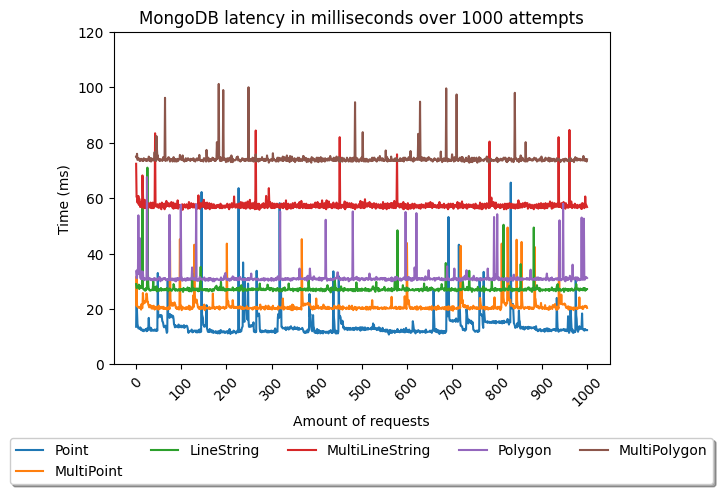 MongoDB latency in milliseconds over 1000 attempts
120
100
80
60
40
20
0
Time (ms)
0 100 200 300 400 500 600 700 800 900 1000
Amount of requests
Point LineString MultiLineString Polygon MultiPolygon
MultiPoint